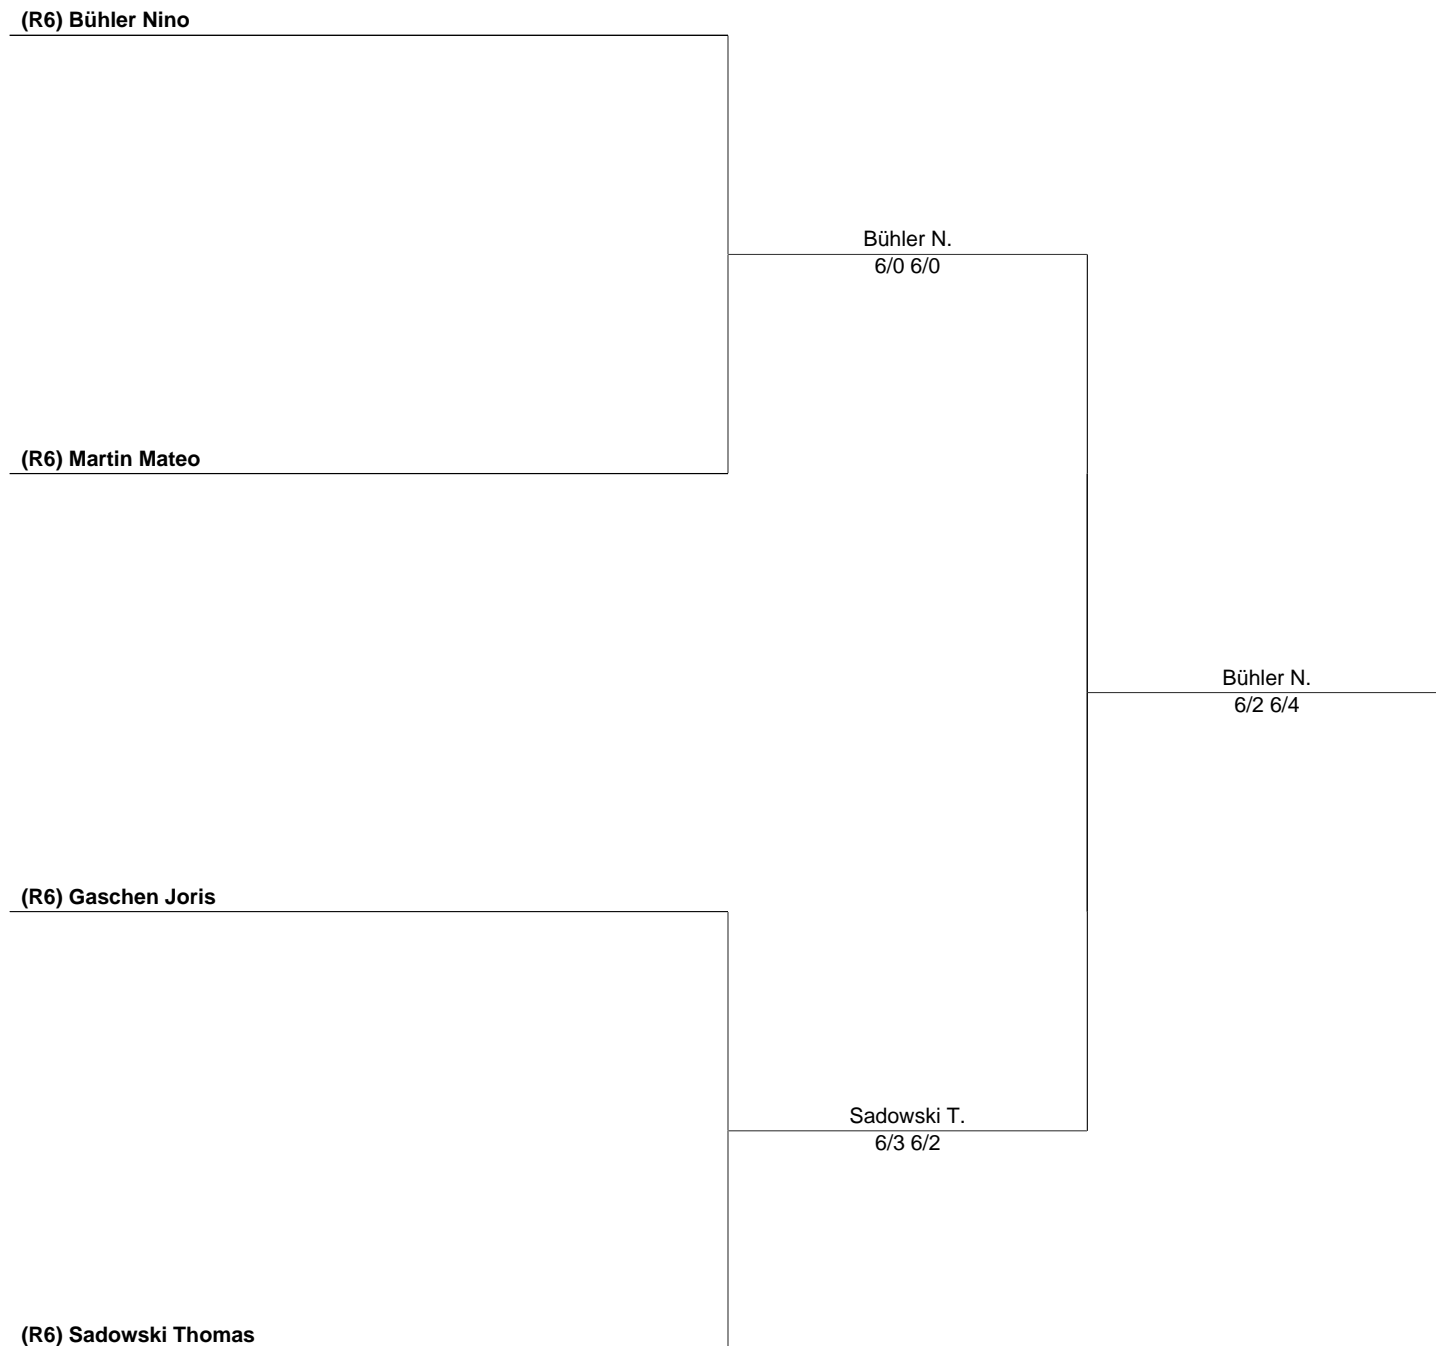 (R6) Bühler Nino
Bühler N.
6/0 6/0
(R6) Martin Mateo
Bühler N.
6/2 6/4
(R6) Gaschen Joris
Sadowski T.
6/3 6/2
(R6) Sadowski Thomas